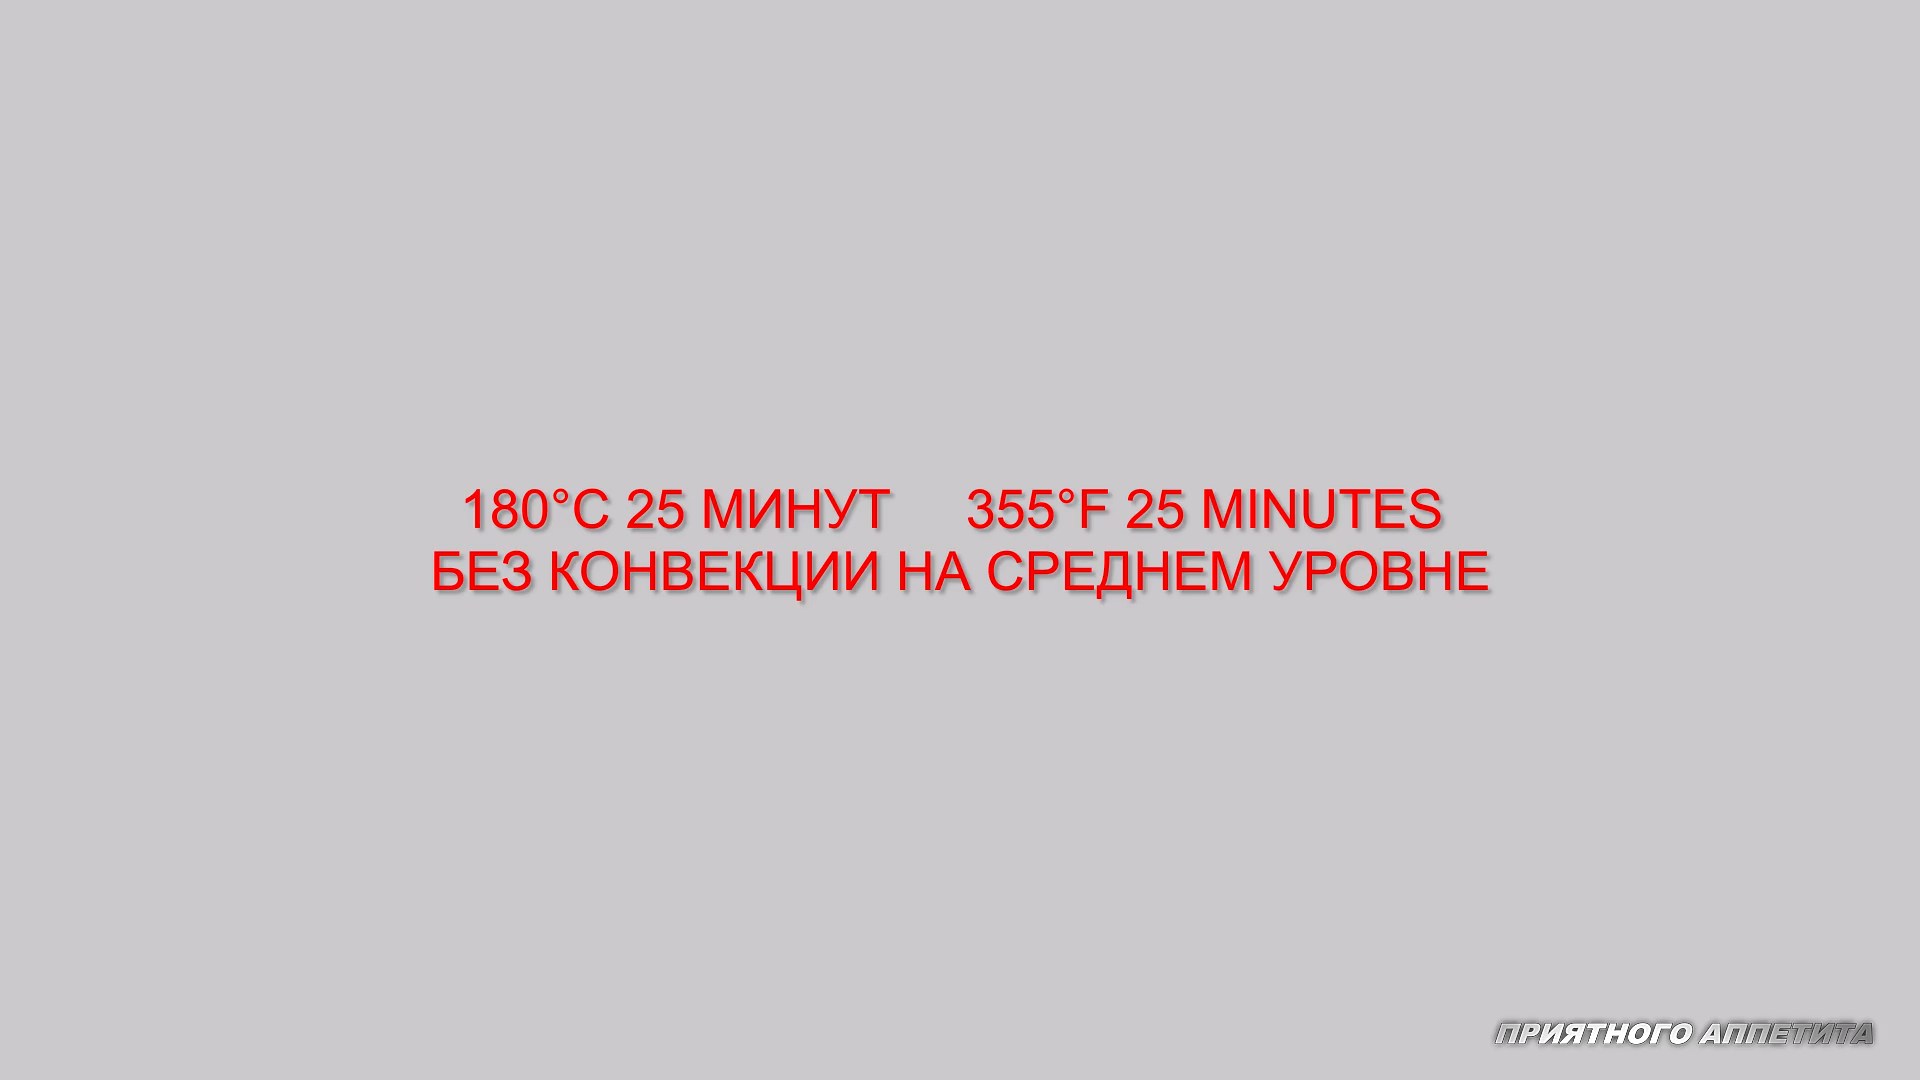 180°C 25 МИНУТ 355°F 25 MINUTES
БЕЗ КОНВЕКЦИИ НА СРЕДНЕМ УРОВНЕ
ПРИЯТНОГО АППЕТИТА